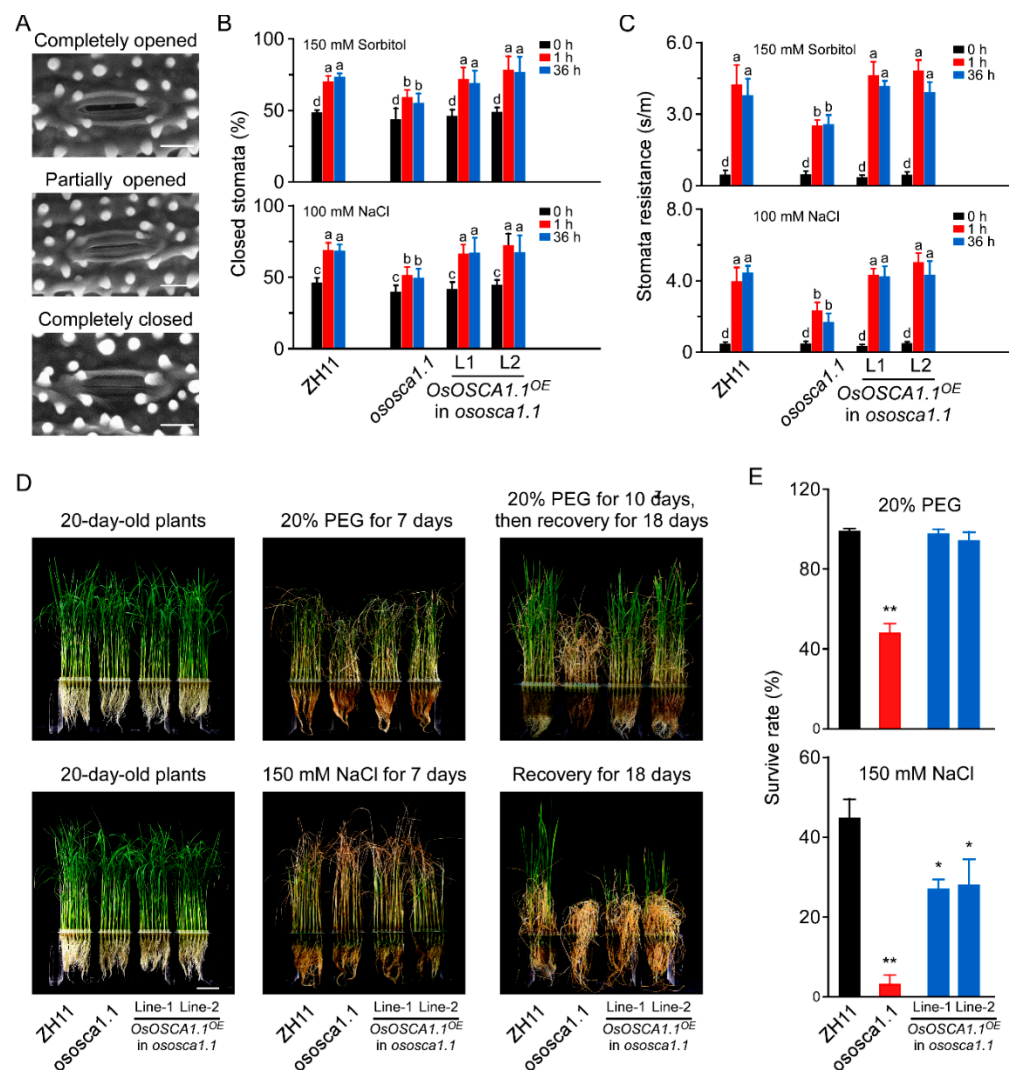 A
Completely opened
Partially opened
Completely closed
B
Closed stomata (%)
150 mM Sorbitol
0 h
1 h
36 h
100
50
0
d a a d b b d a a d a a
100 mM NaCl
0 h
1 h
36 h
100
50
0
c a a c b b c a a c a a
ZH11
ososca1.1
L1 L2
OsOSCA1.1OE
in ososca1.1
C
Stomata resistance (s/m)
150 mM Sorbitol
0 h
1 h
36 h
6.0
3.0
0
d a a d b b d a a d a a
100 mM NaCl
0 h
1 h
36 h
8.0
4.0
0
d a a d b b d a a d a a
ZH11
ososca1.1
L1 L2
OsOSCA1.1OE
in ososca1.1
D
20-day-old plants
20% PEG for 7 days
20% PEG for 10 days,
then recovery for 18 days
20-day-old plants
150 mM NaCl for 7 days
Recovery for 18 days
ZH11
ososca1.1
Line-1 Line-2
OsOSCA1.1OE
in ososca1.1
ZH11
ososca1.1
Line-1 Line-2
OsOSCA1.1OE
in ososca1.1
ZH11
ososca1.1
Line-1 Line-2
OsOSCA1.1OE
in ososca1.1
E
Survive rate (%)
20% PEG
120
80
40
0
**
150 mM NaCl
60
40
20
0
**
*
*
ZH11
ososca1.1
Line-1 Line-2
OsOSCA1.1OE
in ososca1.1